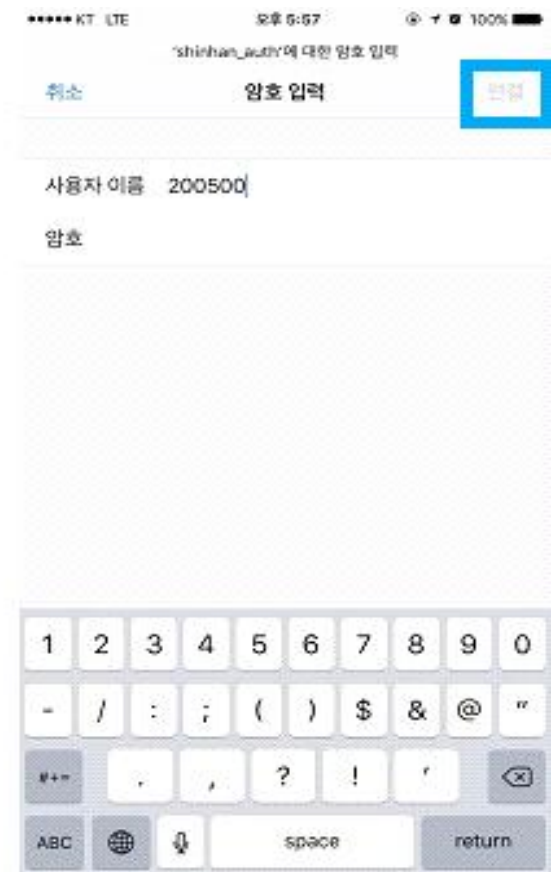 KT LTE 오후 5:57 100%
'shinhan_auth'에 대한 암호 입력
취소 암호 입력 연결
사용자 이름 200500
암호
1 2 3 4 5 6 7 8 9 0
- / : ; ( ) $ & @ "
#+= . , ? ! '
ABC space return